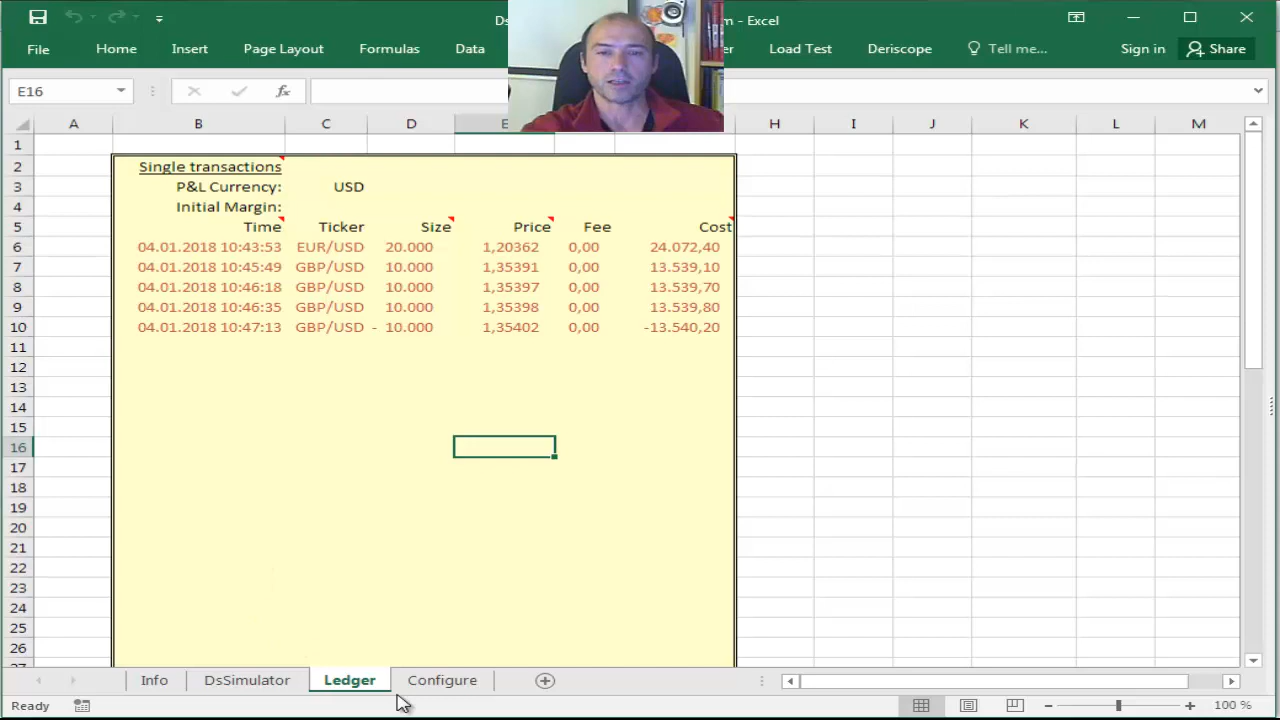 Ds m - Excel
File Home Insert Page Layout Formulas Data er Load Test Deriscope Tell me... Sign in Share
E16
A B C D E H I J K L M
1
2 Single transactions
3 P&L Currency: USD
4 Initial Margin:
5 Time Ticker Size Price Fee Cost
6 04.01.2018 10:43:53 EUR/USD 20.000 1,20362 0,00 24.072,40
7 04.01.2018 10:45:49 GBP/USD 10.000 1,35391 0,00 13.539,10
8 04.01.2018 10:46:18 GBP/USD 10.000 1,35397 0,00 13.539,70
9 04.01.2018 10:46:35 GBP/USD 10.000 1,35398 0,00 13.539,80
10 04.01.2018 10:47:13 GBP/USD - 10.000 1,35402 0,00 -13.540,20
11
12
13
14
15
16
17
18
19
20
21
22
23
24
25
26
27
Info DsSimulator Ledger Configure
Ready 100 %